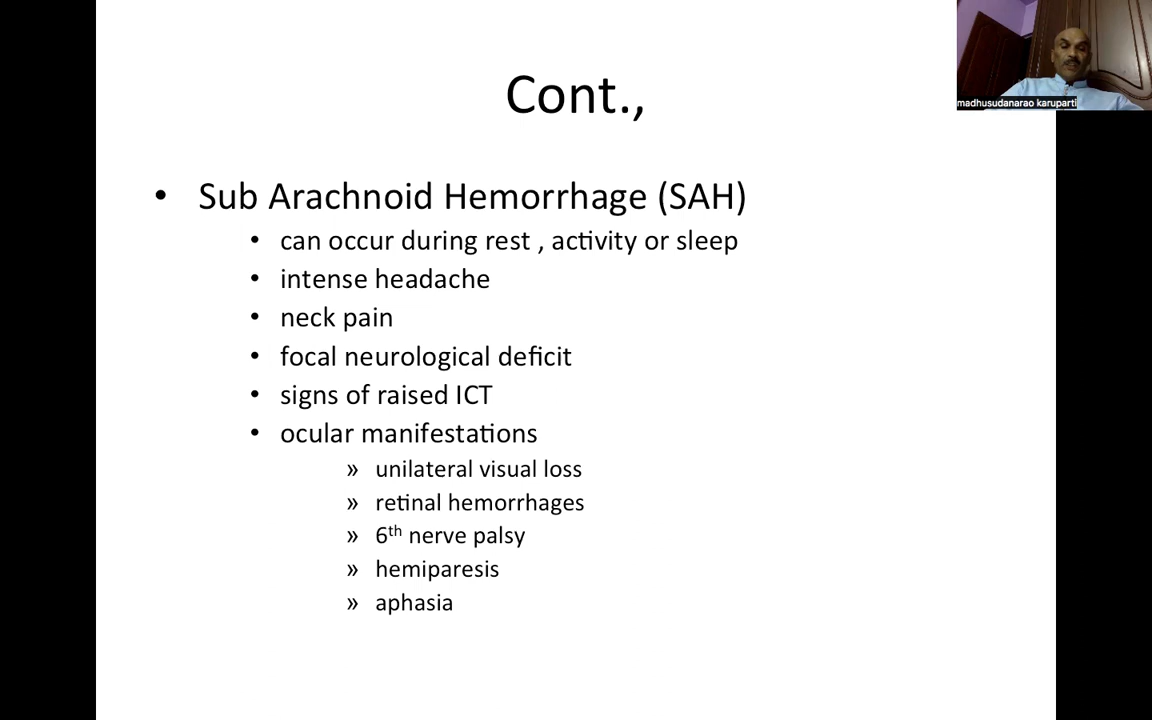 madhusudanarao karuparti
Cont.,
• Sub Arachnoid Hemorrhage (SAH)
• can occur during rest , activity or sleep
• intense headache
• neck pain
• focal neurological deficit
• signs of raised ICT
• ocular manifestations
» unilateral visual loss
» retinal hemorrhages
» 6th nerve palsy
» hemiparesis
» aphasia